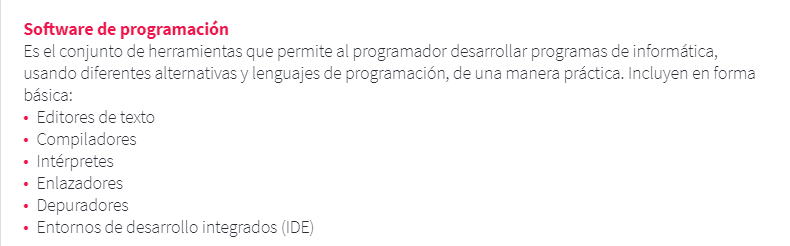 Software de programación
Es el conjunto de herramientas que permite al programador desarrollar programas de informática,
usando diferentes alternativas y lenguajes de programación, de una manera práctica. Incluyen en forma
básica:
• Editores de texto
• Compiladores
• Intérpretes
• Enlazadores
• Depuradores
• Entornos de desarrollo integrados (IDE)